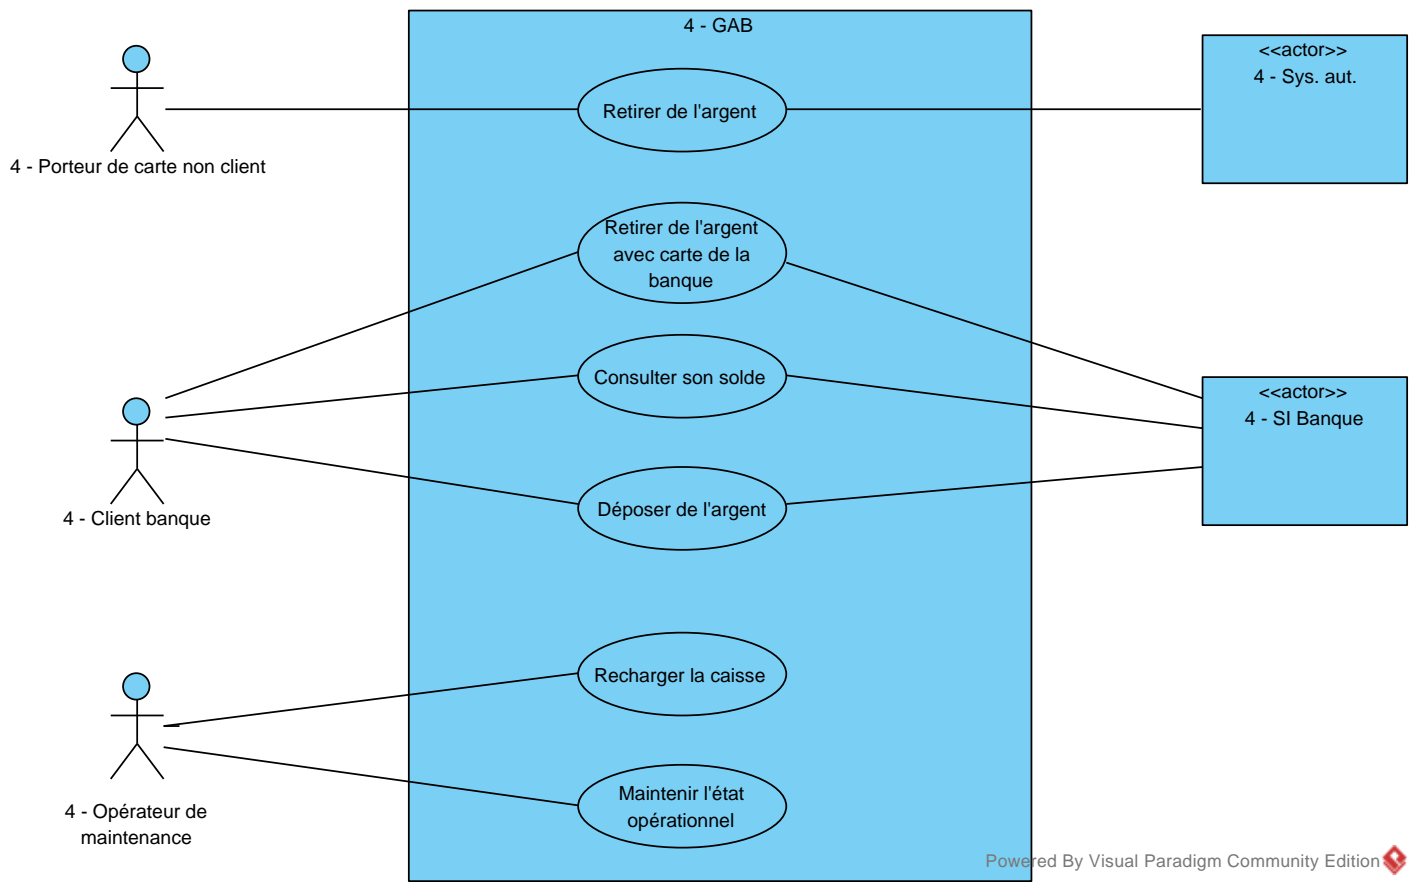 4 - GAB
<<actor>>
4 - Sys. aut.
Retirer de l'argent
4 - Porteur de carte non client
Retirer de l'argent
avec carte de la
banque
Consulter son solde
<<actor>>
4 - SI Banque
Déposer de l'argent
4 - Client banque
Recharger la caisse
Maintenir l'état
opérationnel
4 - Opérateur de
maintenance
Powered By Visual Paradigm Community Edition